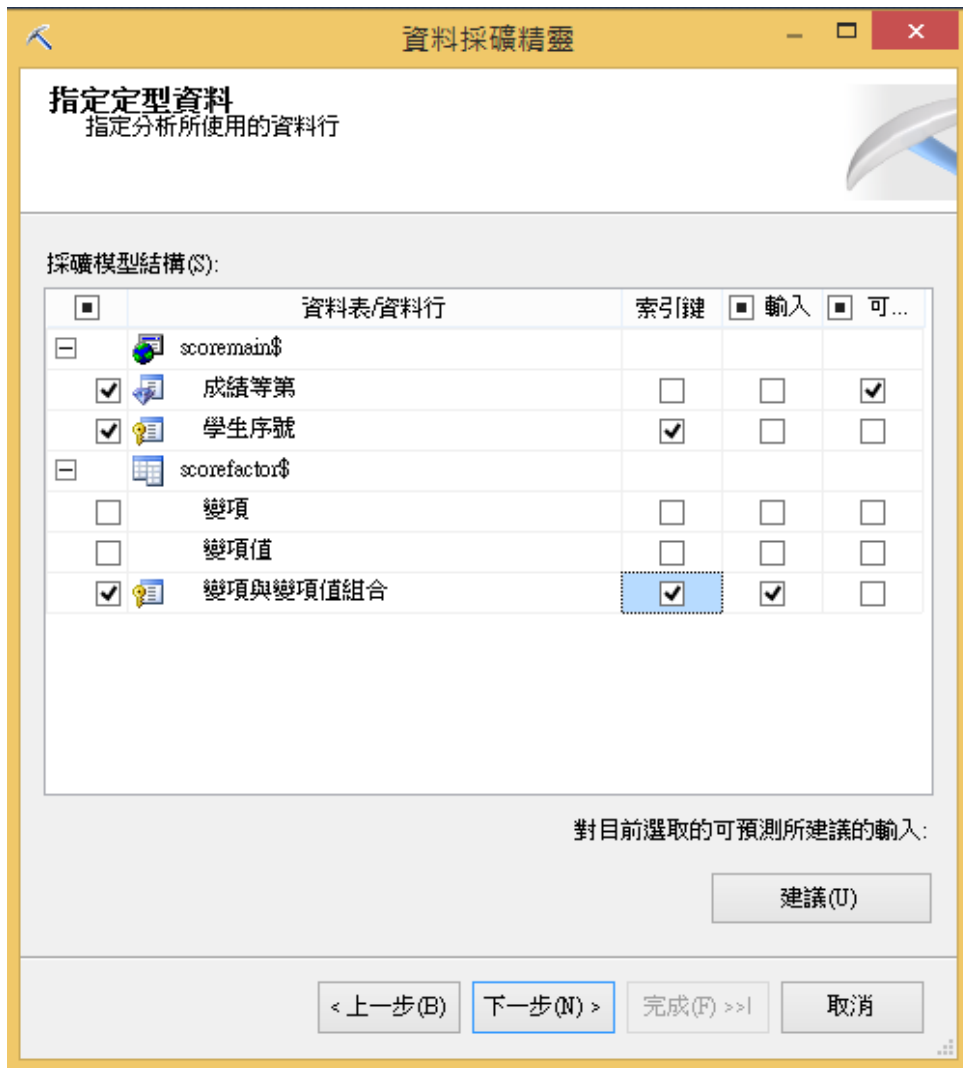 資料採礦精靈
指定定型資料
指定分析所使用的資料行
採礦模型結構(S):
資料表/資料行 索引鍵 輸入 可...
scoremain$
成績等第
學生序號
scorefactor$
變項
變項值
變項與變項值組合
對目前選取的可預測所建議的輸入:
建議(U)
<上一步(B) 下一步(N) > 完成(F) >>| 取消